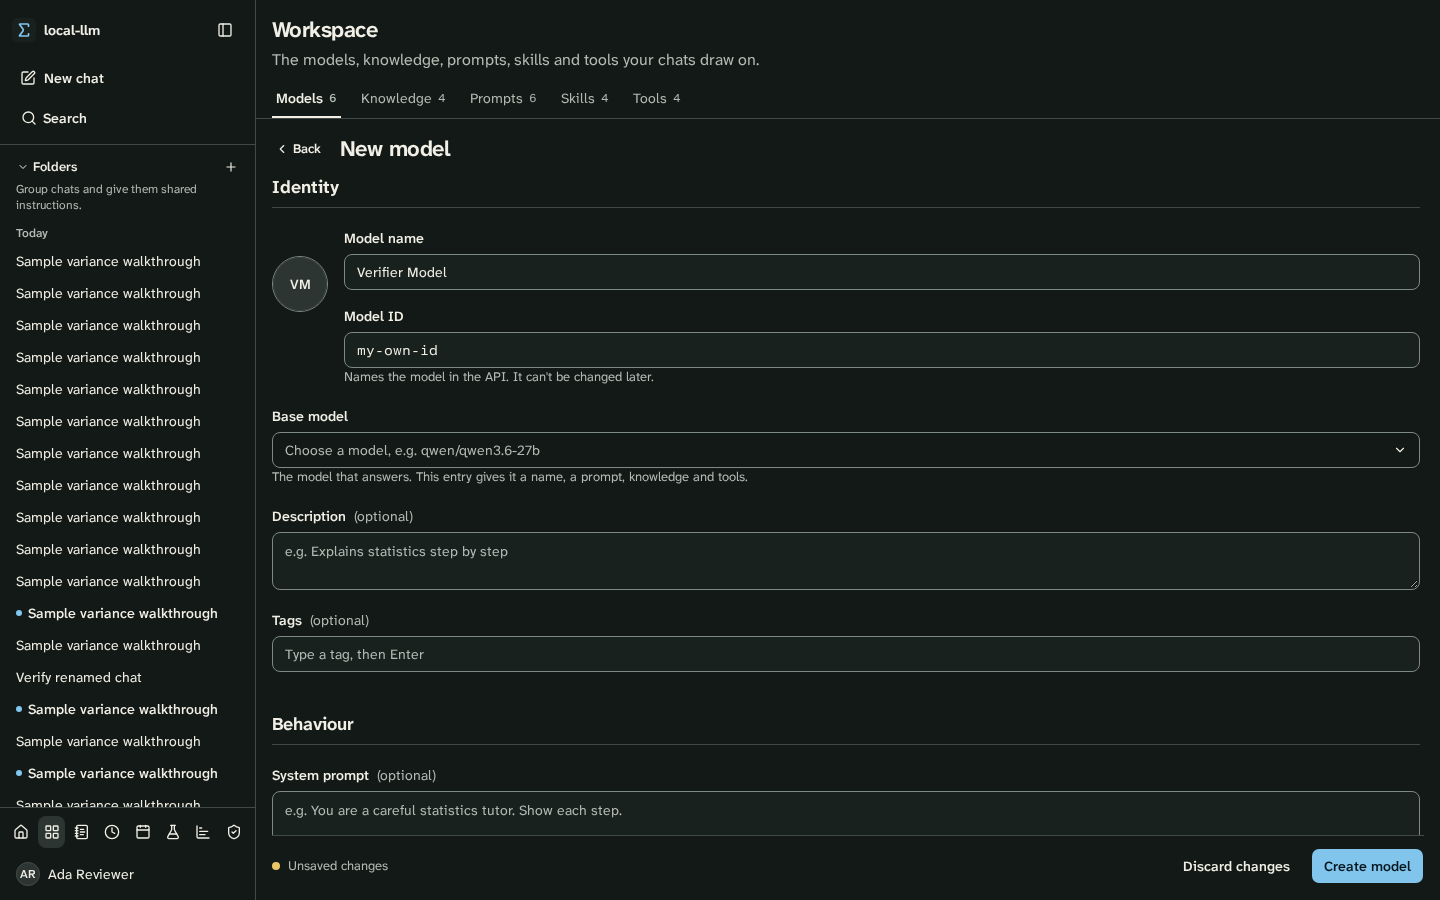 local-llm
New chat
Search
Folders
Group chats and give them shared
instructions.
Today
Sample variance walkthrough
Sample variance walkthrough
Sample variance walkthrough
Sample variance walkthrough
Sample variance walkthrough
Sample variance walkthrough
Sample variance walkthrough
Sample variance walkthrough
Sample variance walkthrough
Sample variance walkthrough
Sample variance walkthrough
Sample variance walkthrough
Sample variance walkthrough
Verify renamed chat
Sample variance walkthrough
Sample variance walkthrough
Sample variance walkthrough
Sample variance walkthrough
AR Ada Reviewer
Workspace
The models, knowledge, prompts, skills and tools your chats draw on.
Models 6 Knowledge 4 Prompts 6 Skills 4 Tools 4
Back New model
Identity
VM
Model name
Verifier Model
Model ID
my-own-id
Names the model in the API. It can't be changed later.
Base model
Choose a model, e.g. qwen/qwen3.6-27b
The model that answers. This entry gives it a name, a prompt, knowledge and tools.
Description (optional)
e.g. Explains statistics step by step
Tags (optional)
Type a tag, then Enter
Behaviour
System prompt (optional)
e.g. You are a careful statistics tutor. Show each step.
Unsaved changes Discard changes Create model